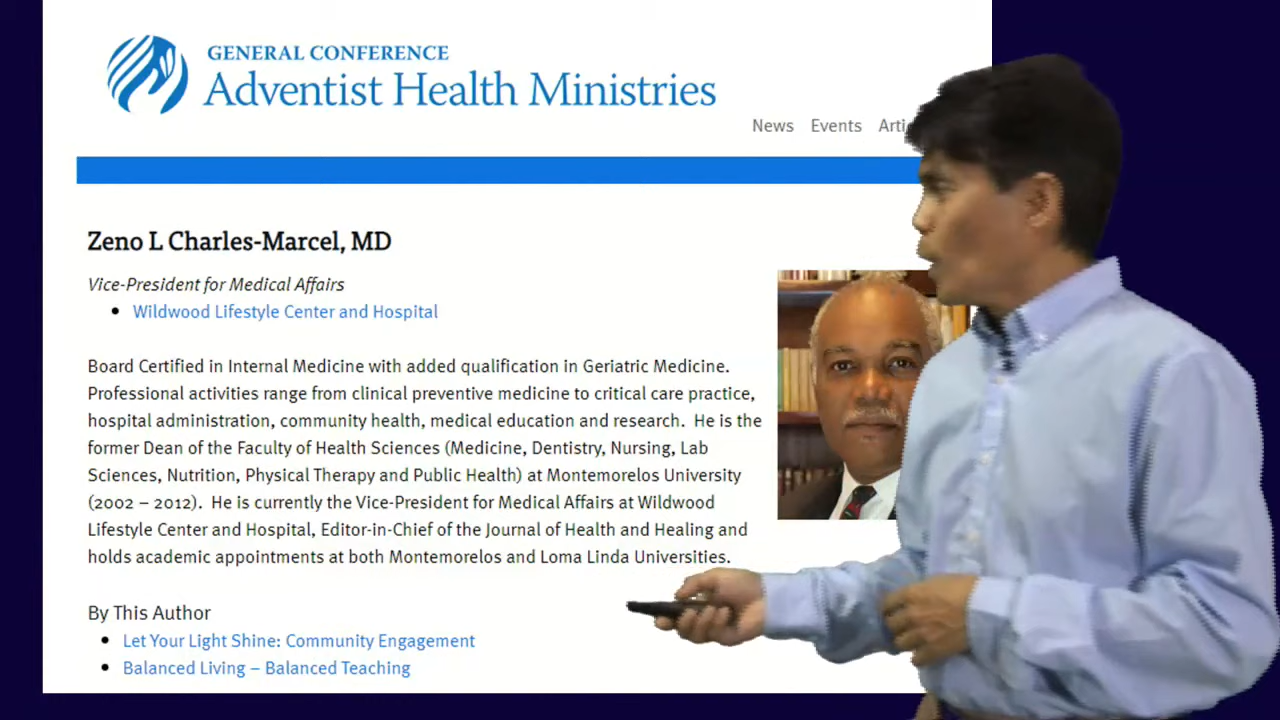 GENERAL CONFERENCE
Adventist Health Ministries
News Events
Zeno L Charles-Marcel, MD
Vice-President for Medical Affairs
• Wildwood Lifestyle Center and Hospital
Board Certified in Internal Medicine with added qualification in Geriatric Medicine.
Professional activities range from clinical preventive medicine to critical care practice,
hospital administration, community health, medical education and research. He is the
former Dean of the Faculty of Health Sciences (Medicine, Dentistry, Nursing, Lab
Sciences, Nutrition, Physical Therapy and Public Health) at Montemorelos University
(2002 – 2012). He is currently the Vice-President for Medical Affairs at Wildwood
Lifestyle Center and Hospital, Editor-in-Chief of the Journal of Health and Healing and
holds academic appointments at both Montemorelos and Loma Linda Universities.
By This Author
• Let Your Light Shine: Community Engagement
• Balanced Living – Balanced Teaching